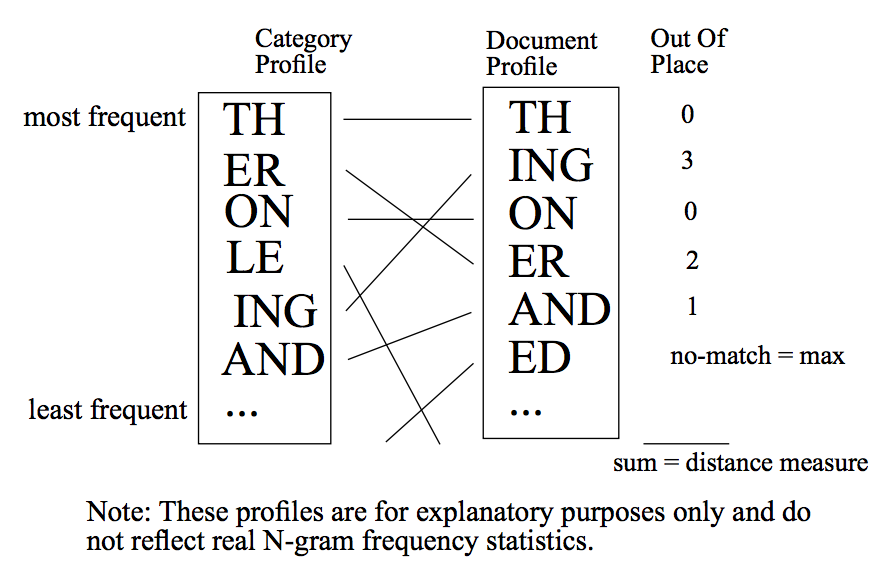 Category
Profile
Document
Profile
Out Of
Place
most frequent
TH
TH
0
ER
ING
3
ON
ON
0
LE
ER
2
ING
AND
1
AND
ED
no-match = max
least frequent
...
...
sum = distance measure
Note: These profiles are for explanatory purposes only and do
not reflect real N-gram frequency statistics.